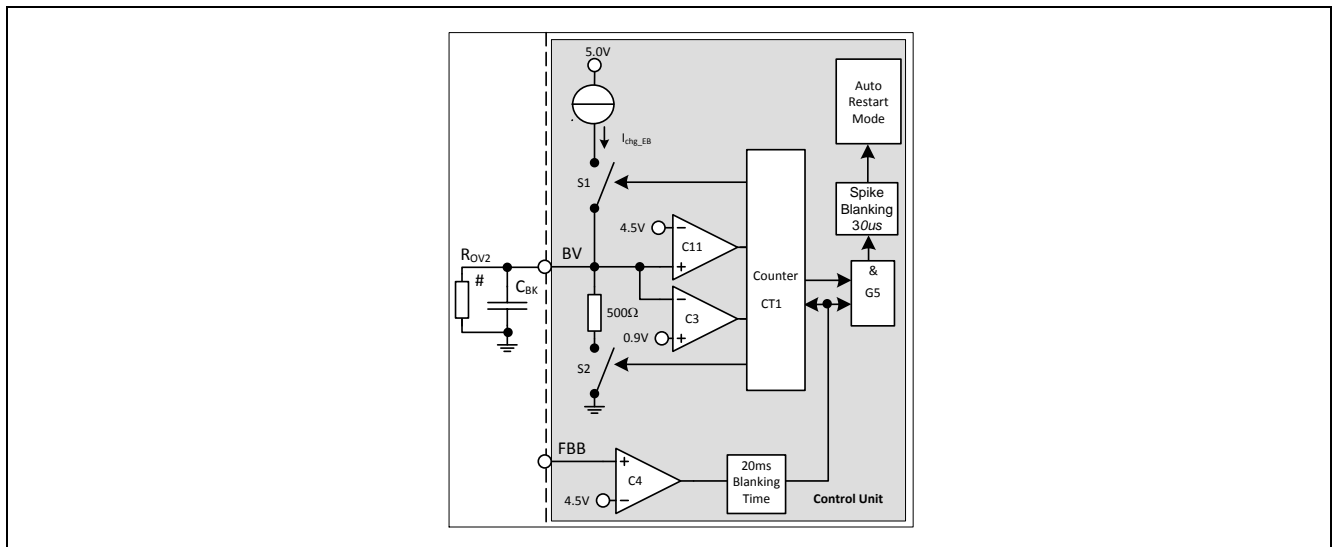 5.0V
Auto
Restart
Mode
Ichg_EB
S1
Spike
Blanking
30us
4.5V
C11
ROV2
BV
#
CBK
Counter
CT1
&
G5
500Ω
C3
0.9V
S2
FBB
C4
20ms
Blanking
Time
4.5V
Control Unit